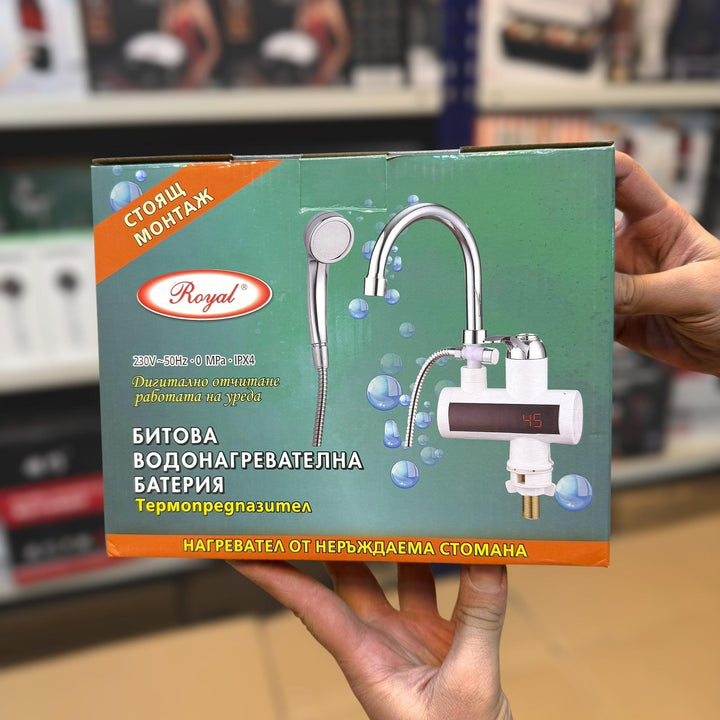 СТОЯЩ
МОНТАЖ
Royal®
230V~50Hz·0 MPa·IPX4
Дигитално отчитане
работата на уреда
БИТОВА
ВОДОНАГРЕВАТЕЛНА
БАТЕРИЯ
Термопредпазител
45
НАГРЕВАТЕЛ ОТ НЕРЪЖДАЕМА СТОМАНА